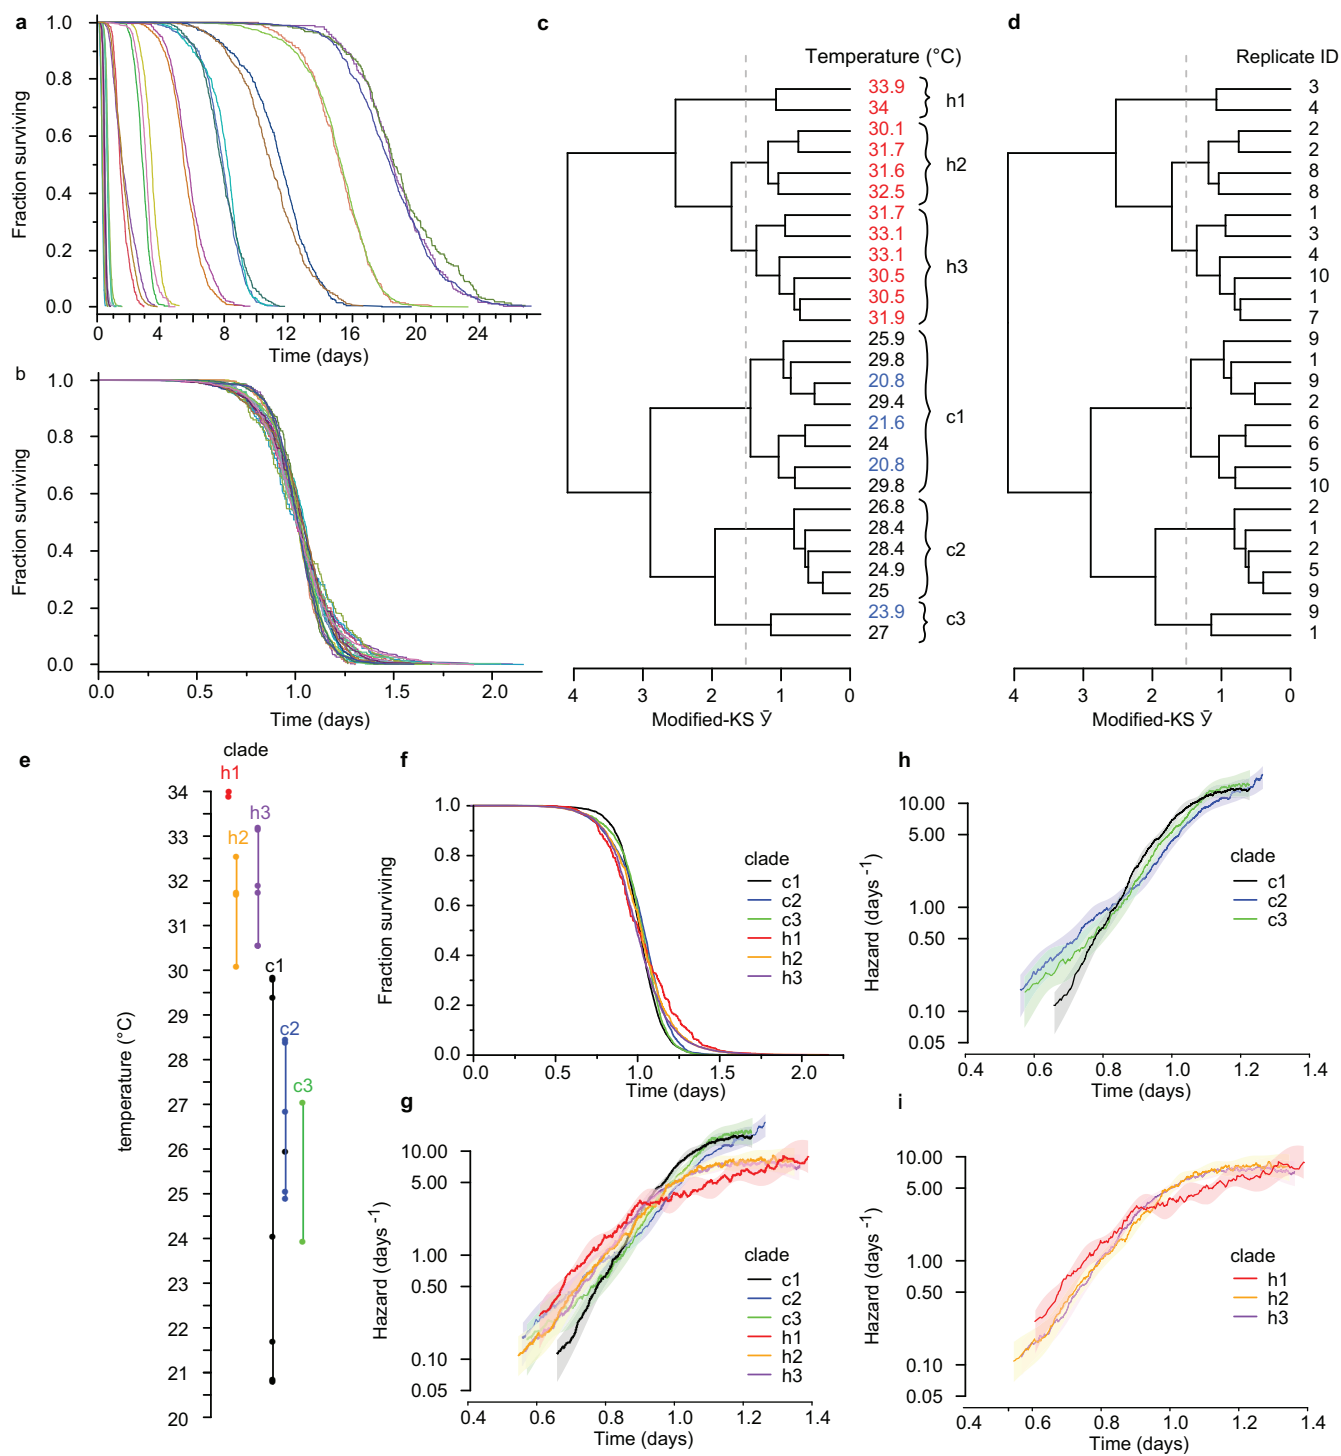 a
1.0
0.8
0.6
0.4
0.2
0.0
Fraction surviving
0 4 8 12 16 20 24
Time (days)
b
1.0
0.8
0.6
0.4
0.2
0.0
Fraction surviving
0.0 0.5 1.0 1.5 2.0
Time (days)
c
Temperature (°C)
33.9
34
h1
30.1
31.7
31.6
32.5
h2
31.7
33.1
33.1
30.5
30.5
31.9
h3
25.9
29.8
20.8
29.4
21.6
24
20.8
29.8
c1
26.8
28.4
28.4
24.9
25
c2
23.9
27
c3
4 3 2 1 0
Modified-KS ȳ
d
Replicate ID
3
4
2
2
8
8
1
3
4
10
1
7
9
1
9
2
6
6
5
10
2
1
2
5
9
9
1
4 3 2 1 0
Modified-KS ȳ
e
clade
h1
h3
h2
c1
c2
c3
temperature (°C)
34
33
32
31
30
29
28
27
26
25
24
23
22
21
20
f
1.0
0.8
0.6
0.4
0.2
0.0
Fraction surviving
clade
c1
c2
c3
h1
h2
h3
0.0 0.5 1.0 1.5 2.0
Time (days)
g
10.00
5.00
1.00
0.50
0.10
0.05
Hazard (days⁻¹)
clade
c1
c2
c3
h1
h2
h3
0.4 0.6 0.8 1.0 1.2 1.4
Time (days)
h
10.00
5.00
1.00
0.50
0.10
0.05
Hazard (days⁻¹)
clade
c1
c2
c3
0.4 0.6 0.8 1.0 1.2 1.4
Time (days)
i
10.00
5.00
1.00
0.50
0.10
0.05
Hazard (days⁻¹)
clade
h1
h2
h3
0.4 0.6 0.8 1.0 1.2 1.4
Time (days)